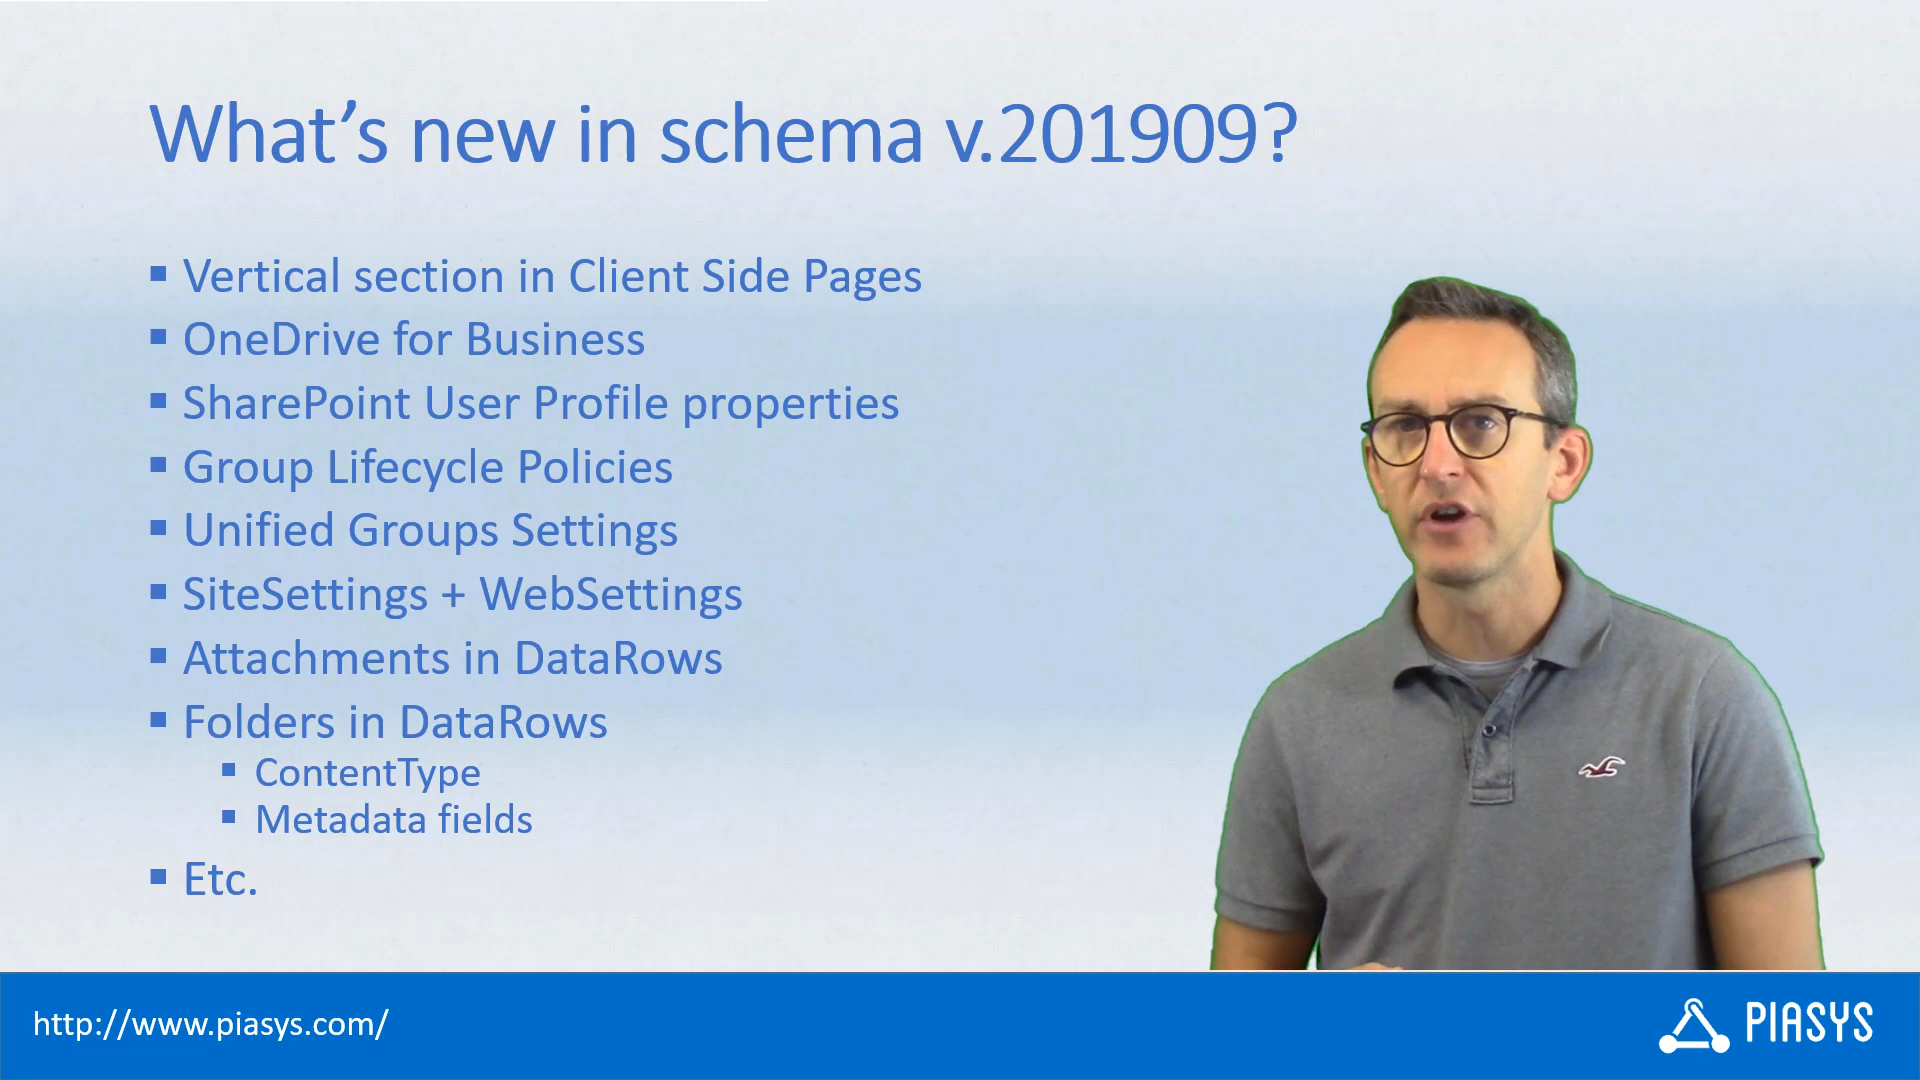 What’s new in schema v.201909?
▪ Vertical section in Client Side Pages
▪ OneDrive for Business
▪ SharePoint User Profile properties
▪ Group Lifecycle Policies
▪ Unified Groups Settings
▪ SiteSettings + WebSettings
▪ Attachments in DataRows
▪ Folders in DataRows
▪ ContentType
▪ Metadata fields
▪ Etc.
http://www.piasys.com/
PIASYS